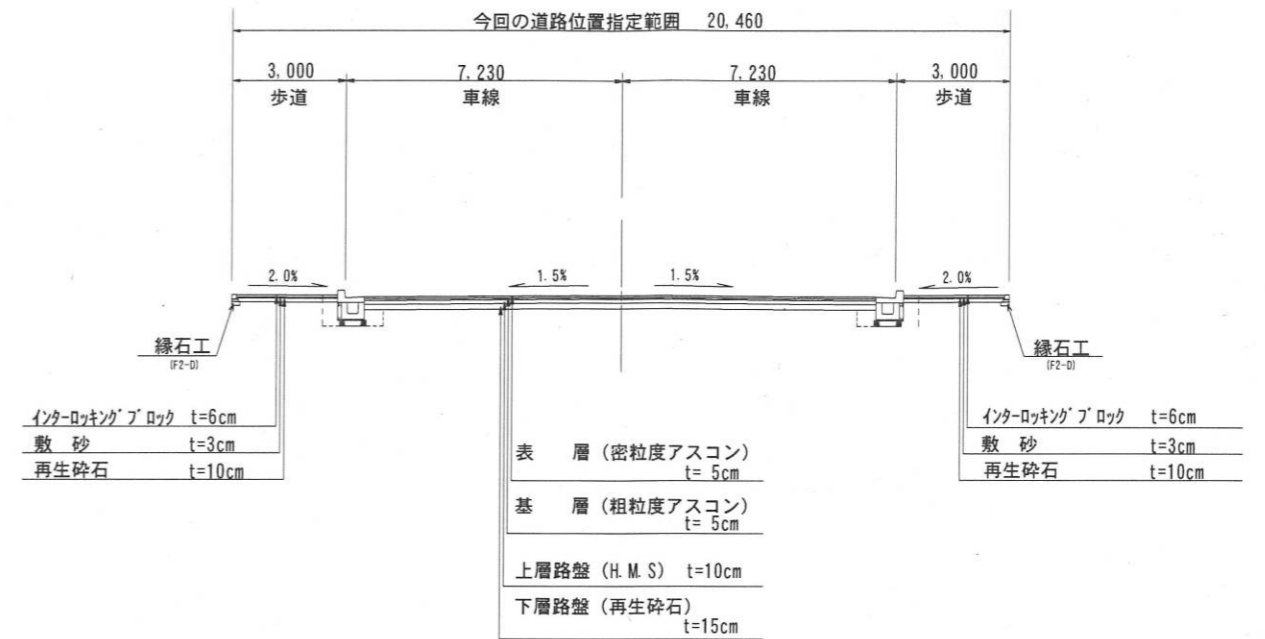 今回の道路位置指定範囲 20,460
3,000 7,230 7,230 3,000
歩道 車線 車線 歩道
2.0% 1.5% 1.5% 2.0%
縁石工
(F2-D)
縁石工
(F2-D)
インターロッキングブロック t=6cm
敷 砂 t=3cm
再生砕石 t=10cm
表 層 (密粒度アスコン)
t= 5cm
基 層 (粗粒度アスコン)
t= 5cm
上層路盤 (H.M.S) t=10cm
下層路盤 (再生砕石)
t=15cm
インターロッキングブロック t=6cm
敷 砂 t=3cm
再生砕石 t=10cm